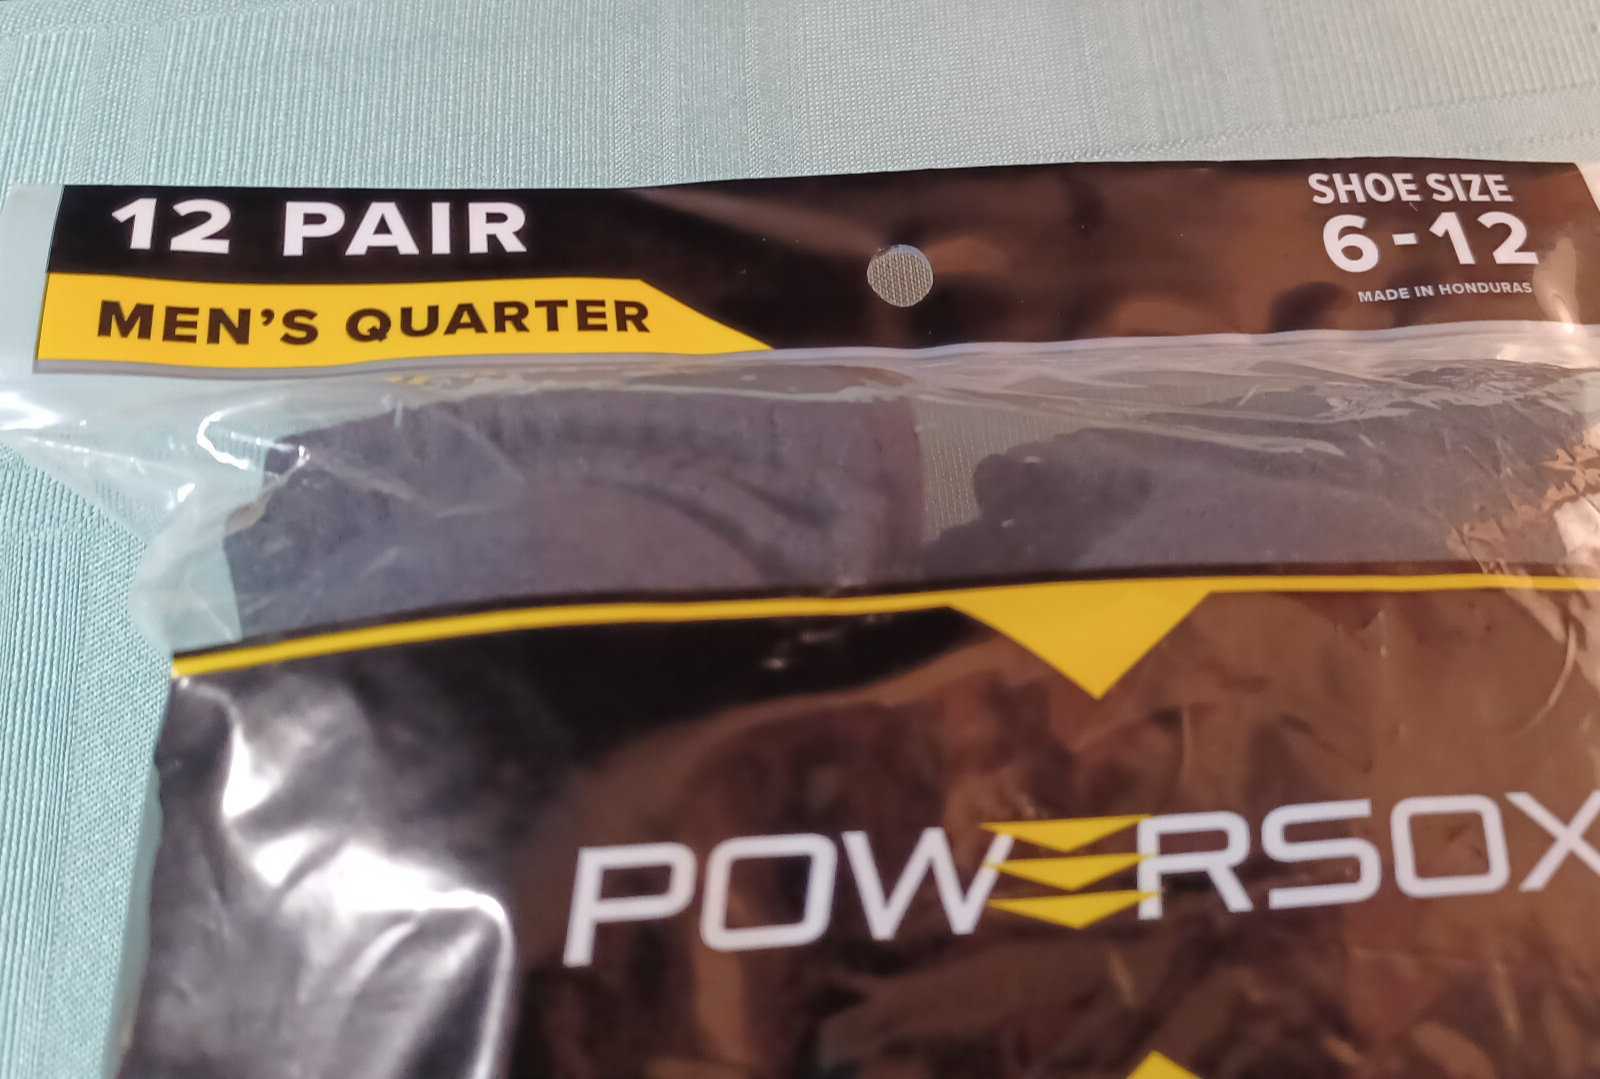 12 PAIR
MEN'S QUARTER
SHOE SIZE
6-12
MADE IN HONDURAS
POWERSOX